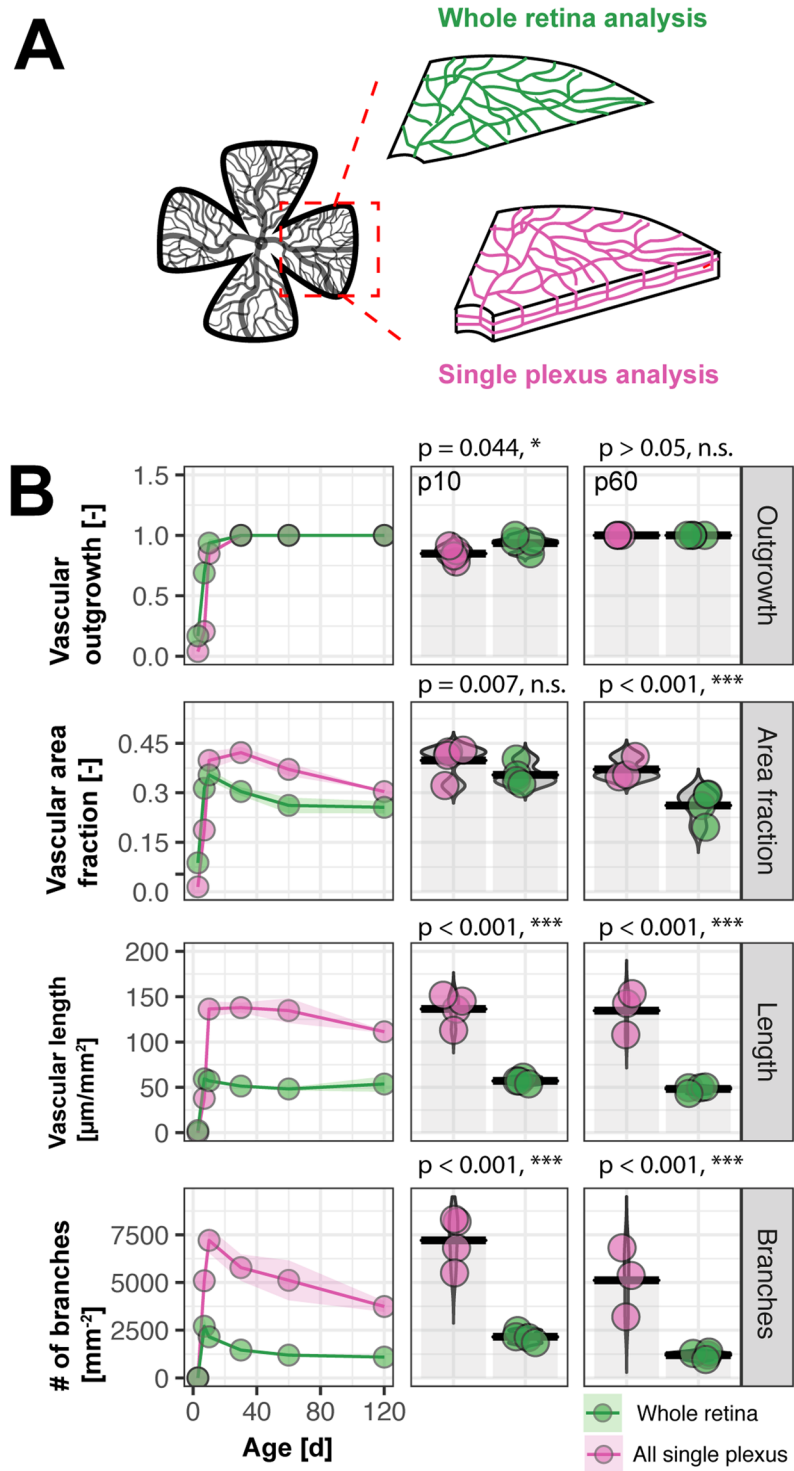 A
Whole retina analysis
Single plexus analysis
B
p = 0.044, *
p > 0.05, n.s.
Vascular
outgrowth [-]
1.5
1.0
0.5
0.0
p10
p60
Outgrowth
p = 0.007, n.s.
p < 0.001, ***
Vascular area
fraction [-]
0.45
0.3
0.15
0.0
Area fraction
p < 0.001, ***
p < 0.001, ***
Vascular length
[µm/mm²]
200
150
100
50
0
Length
p < 0.001, ***
p < 0.001, ***
# of branches
[mm⁻²]
7500
5000
2500
0
Branches
0 40 80 120
Age [d]
Whole retina
All single plexus